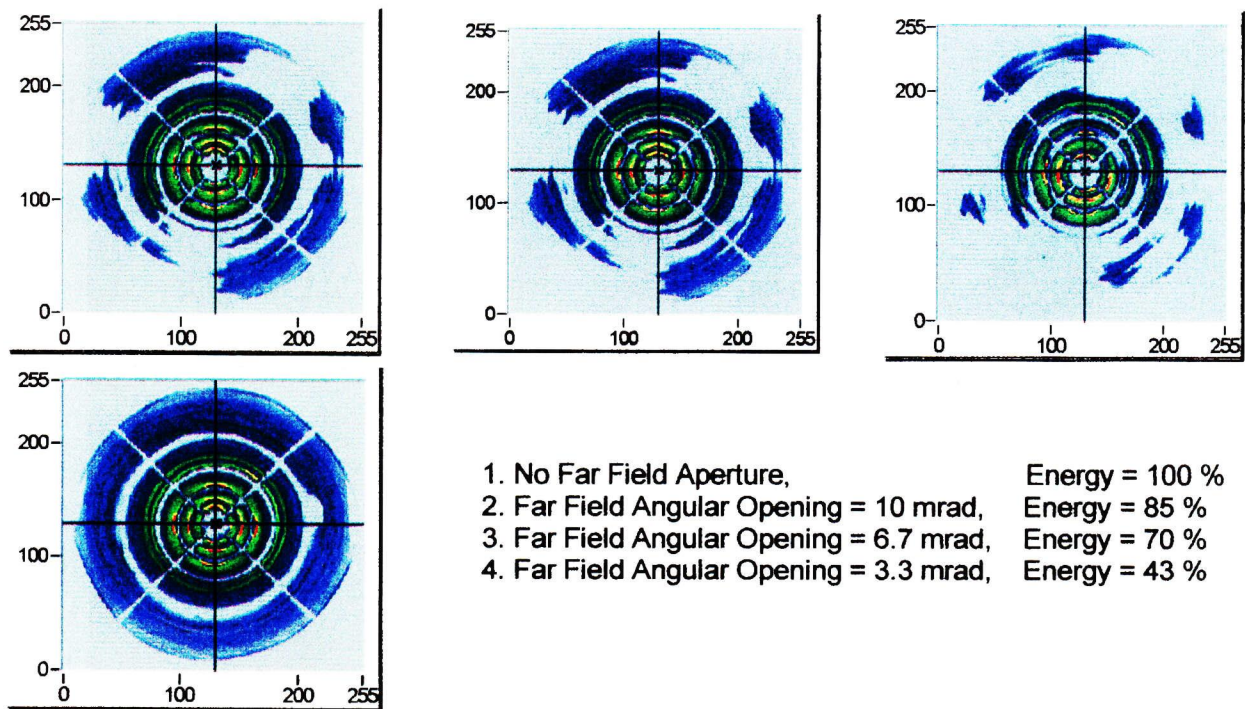 255
200
100
0
0 100 200 255
255
200
100
0
0 100 200 255
255
200
100
0
0 100 200 255
255
200
100
0
0 100 200 255
1. No Far Field Aperture, Energy = 100 %
2. Far Field Angular Opening = 10 mrad, Energy = 85 %
3. Far Field Angular Opening = 6.7 mrad, Energy = 70 %
4. Far Field Angular Opening = 3.3 mrad, Energy = 43 %